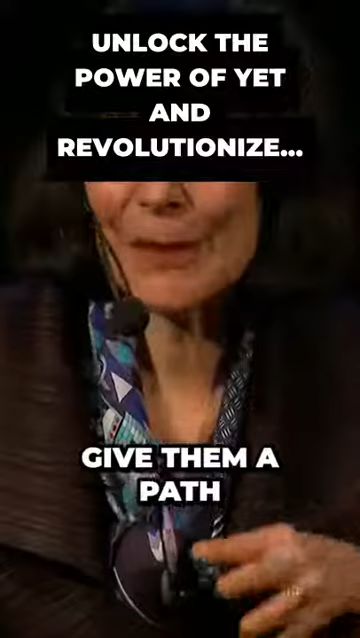 UNLOCK THE
POWER OF YET
AND
REVOLUTIONIZE...
GIVE THEM A
PATH